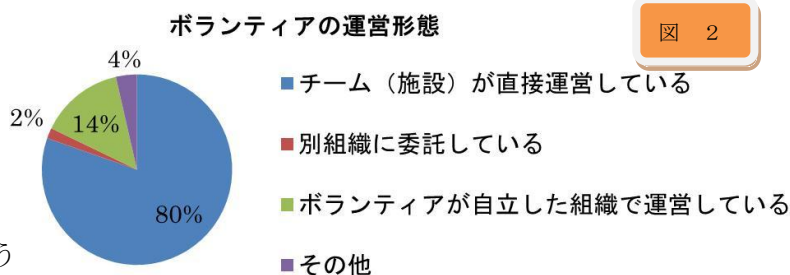 ボランティアの運営形態
図 2
4%
2%
14%
80%
チーム（施設）が直接運営している
別組織に委託している
ボランティアが自立した組織で運営している
その他
う